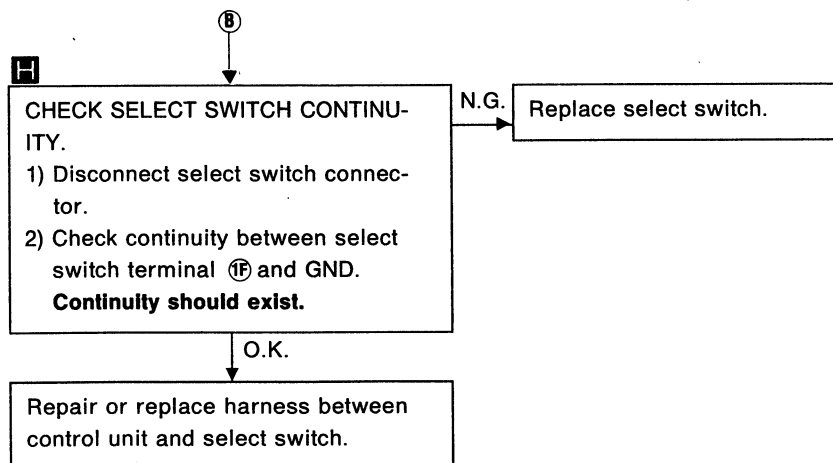 Ⓑ
H
CHECK SELECT SWITCH CONTINU-
ITY.
1) Disconnect select switch connec-
tor.
2) Check continuity between select
switch terminal 1F and GND.
Continuity should exist.
N.G.
Replace select switch.
O.K.
Repair or replace harness between
control unit and select switch.